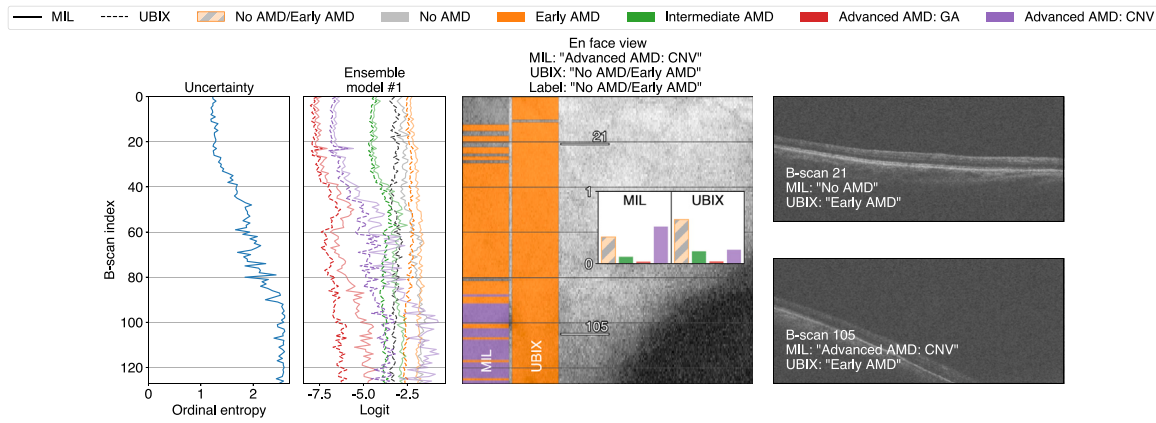 MIL UBIX No AMD/Early AMD No AMD Early AMD Intermediate AMD Advanced AMD: GA Advanced AMD: CNV
En face view
MIL: "Advanced AMD: CNV"
UBIX: "No AMD/Early AMD"
Label: "No AMD/Early AMD"
Uncertainty
Ensemble
model #1
B-scan index
0
20
40
60
80
100
120
0 1 2
Ordinal entropy
-7.5 -5.0 -2.5
Logit
21
1
0
MIL UBIX
105
MIL UBIX
B-scan 21
MIL: "No AMD"
UBIX: "Early AMD"
B-scan 105
MIL: "Advanced AMD: CNV"
UBIX: "Early AMD"